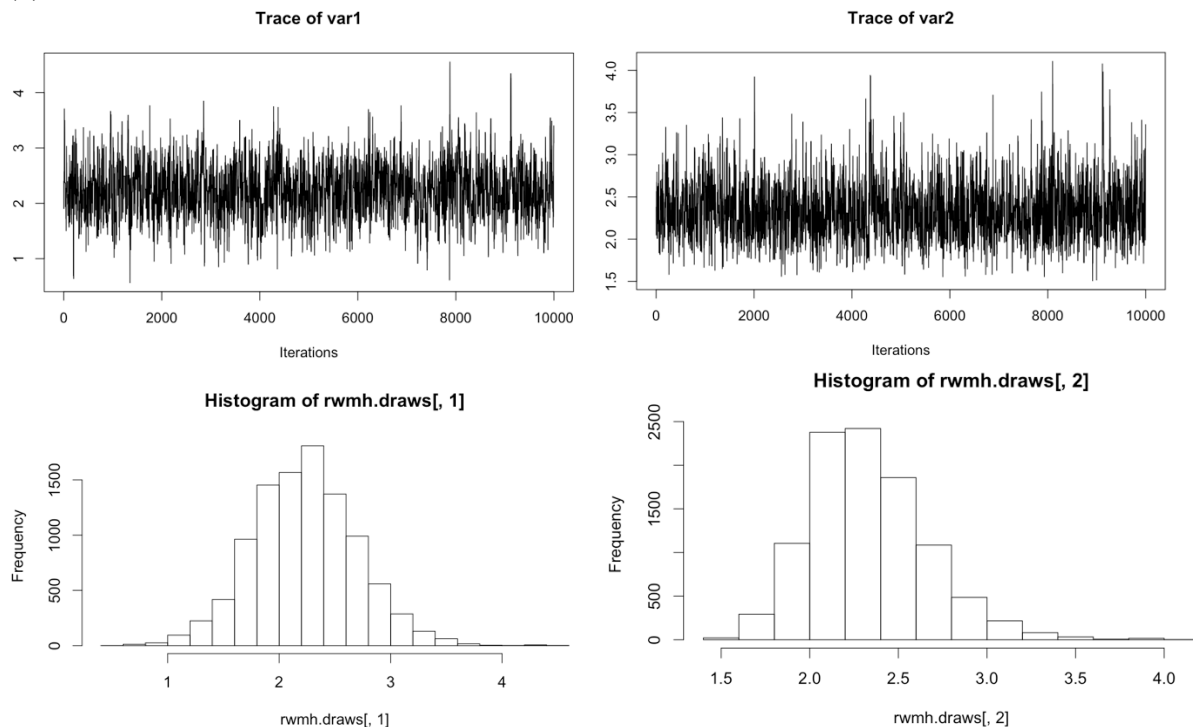 Trace of var1
4
3
2
1
0 2000 4000 6000 8000 10000
Iterations
Trace of var2
4.0
3.5
3.0
2.5
2.0
1.5
0 2000 4000 6000 8000 10000
Iterations
Histogram of rwmh.draws[, 1]
Frequency
1500
1000
500
0
1 2 3 4
rwmh.draws[, 1]
Histogram of rwmh.draws[, 2]
Frequency
2500
1500
500
0
1.5 2.0 2.5 3.0 3.5 4.0
rwmh.draws[, 2]